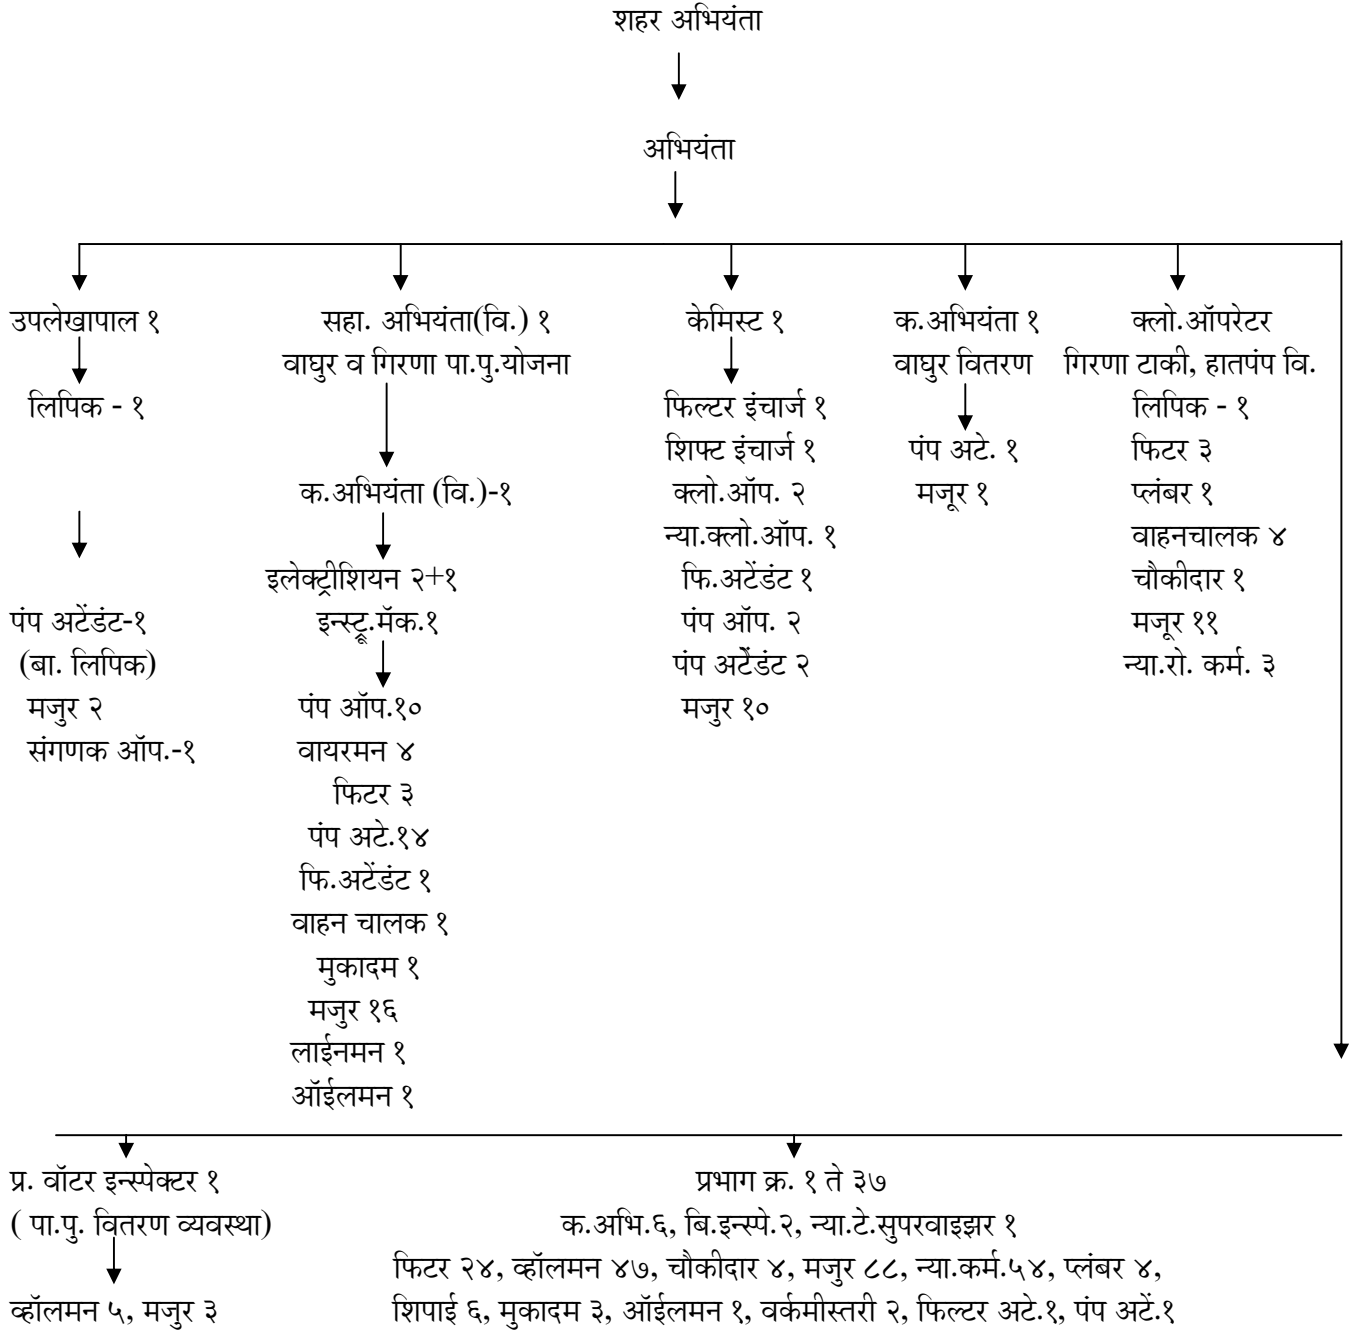 शहर अभियंता
अभियंता
उपलेखापाल १
लिपिक - १
पंप अटेंडंट-१
(बा. लिपिक)
मजुर २
संगणक ऑप.-१
सहा. अभियंता(वि.) १
वाघुर व गिरणा पा.पु.योजना
क.अभियंता (वि.)-१
इलेक्ट्रीशियन २+१
इन्स्ट्रू.मॅक.१
पंप ऑप.१०
वायरमन ४
फिटर ३
पंप अटे.१४
फि.अटेंडंट १
वाहन चालक १
मुकादम १
मजुर १६
लाईनमन १
ऑईलमन १
केमिस्ट १
फिल्टर इंचार्ज १
शिफ्ट इंचार्ज १
क्लो.ऑप. २
न्या.क्लो.ऑप. १
फि.अटेंडंट १
पंप ऑप. २
पंप अटेंडंट २
मजुर १०
क.अभियंता १
वाघुर वितरण
पंप अटे. १
मजूर १
क्लो.ऑपरेटर
गिरणा टाकी, हातपंप वि.
लिपिक - १
फिटर ३
प्लंबर १
वाहनचालक ४
चौकीदार १
मजूर ११
न्या.रो. कर्म. ३
प्र. वॉटर इन्स्पेक्टर १
( पा.पु. वितरण व्यवस्था)
व्हॉलमन ५, मजुर ३
प्रभाग क्र. १ ते ३७
क.अभि.६, बि.इन्स्पे.२, न्या.टे.सुपरवाइझर १
फिटर २४, व्हॉलमन ४७, चौकीदार ४, मजुर ८८, न्या.कर्म.५४, प्लंबर ४,
शिपाई ६, मुकादम ३, ऑईलमन १, वर्कमीस्तरी २, फिल्टर अटे.१, पंप अटें.१